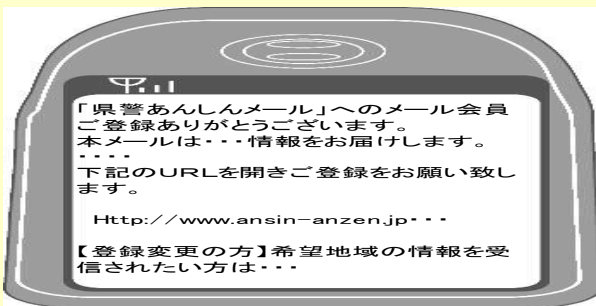 「県警あんしんメール」へのメール会員
ご登録ありがとうございます。
本メールは・・・情報をお届けします。
・・・・
下記のURLを開きご登録をお願い致し
ます。
Http://www.ansin-anzen.jp・・・
【登録変更の方】希望地域の情報を受
信されたい方は・・・